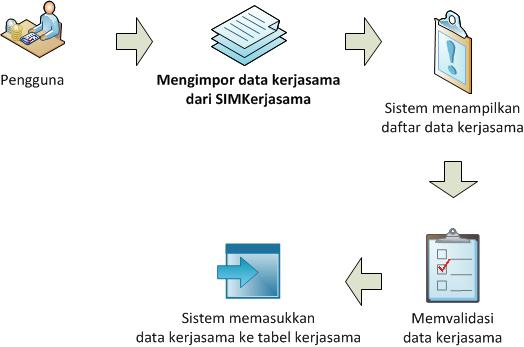 Pengguna
Mengimpor data kerjasama
dari SIMKerjasama
Sistem menampilkan
daftar data kerjasama
Memvalidasi
data kerjasama
Sistem memasukkan
data kerjasama ke tabel kerjasama